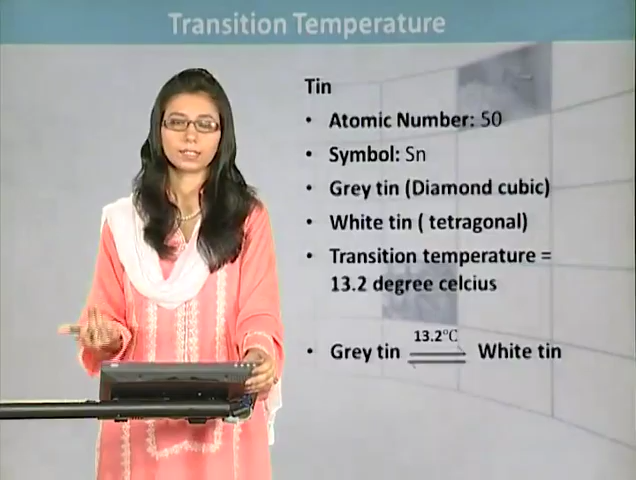 Transition Temperature
Tin
• Atomic Number: 50
• Symbol: Sn
• Grey tin (Diamond cubic)
• White tin ( tetragonal)
• Transition temperature =
13.2 degree celcius
13.2°C
• Grey tin ⇌ White tin